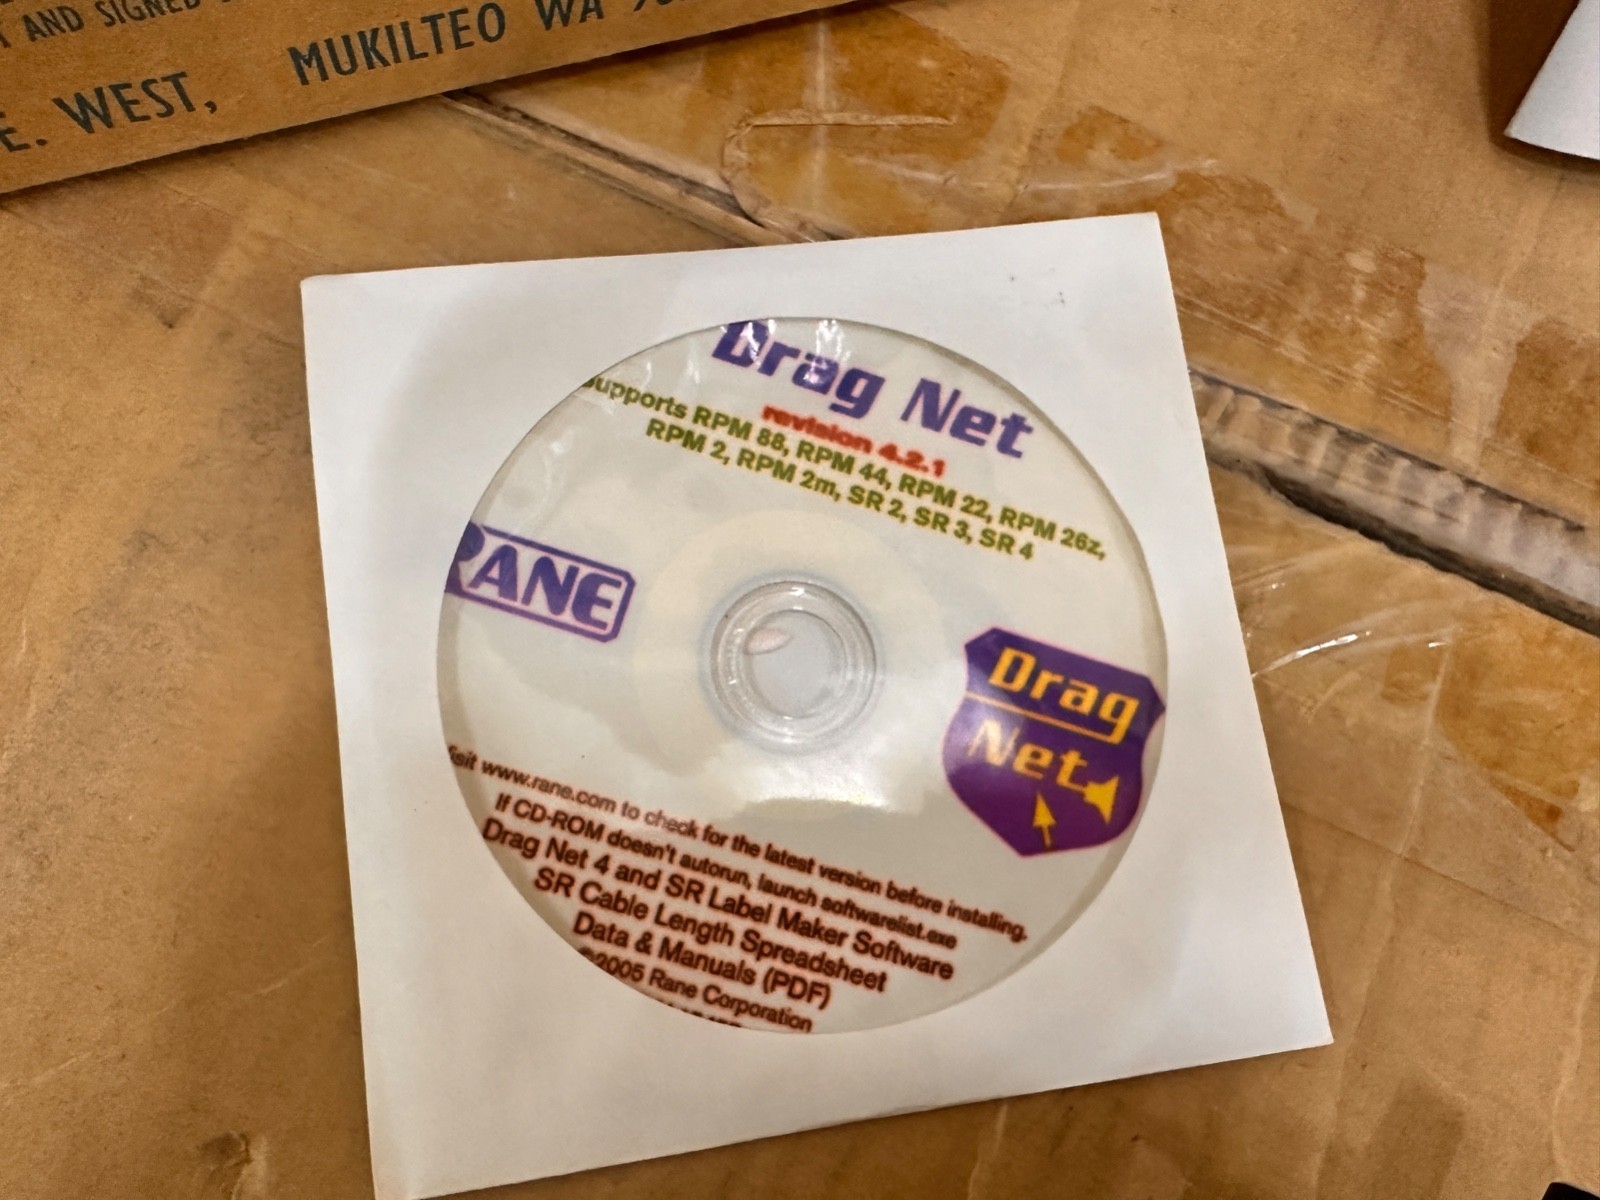 AND SIGNED
E. WEST, MUKILTEO WA
Drag Net
revision 4.2.1
Supports RPM 88, RPM 44, RPM 22, RPM 26z,
RPM 2, RPM 2m, SR 2, SR 3, SR 4
RANE
Drag
Net
isit www.rane.com to check for the latest version before installing.
If CD-ROM doesn't autorun, launch softwarelist.exe
Drag Net 4 and SR Label Maker Software
SR Cable Length Spreadsheet
Data & Manuals (PDF)
©2005 Rane Corporation